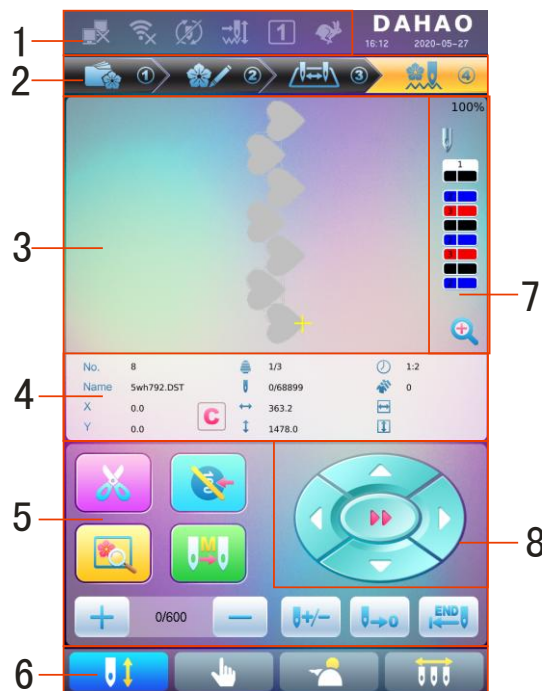 1
DAHAO
16:12 2020-05-27
1
2
① ② ③ ④
100%
1
3
7
4
No. 8 1/3 1:2
Name 5wh792.DST 0/68899 0
X 0.0 C 363.2
Y 0.0 1478.0
5
M
8
+ 0/600 — +/- →0 END
6